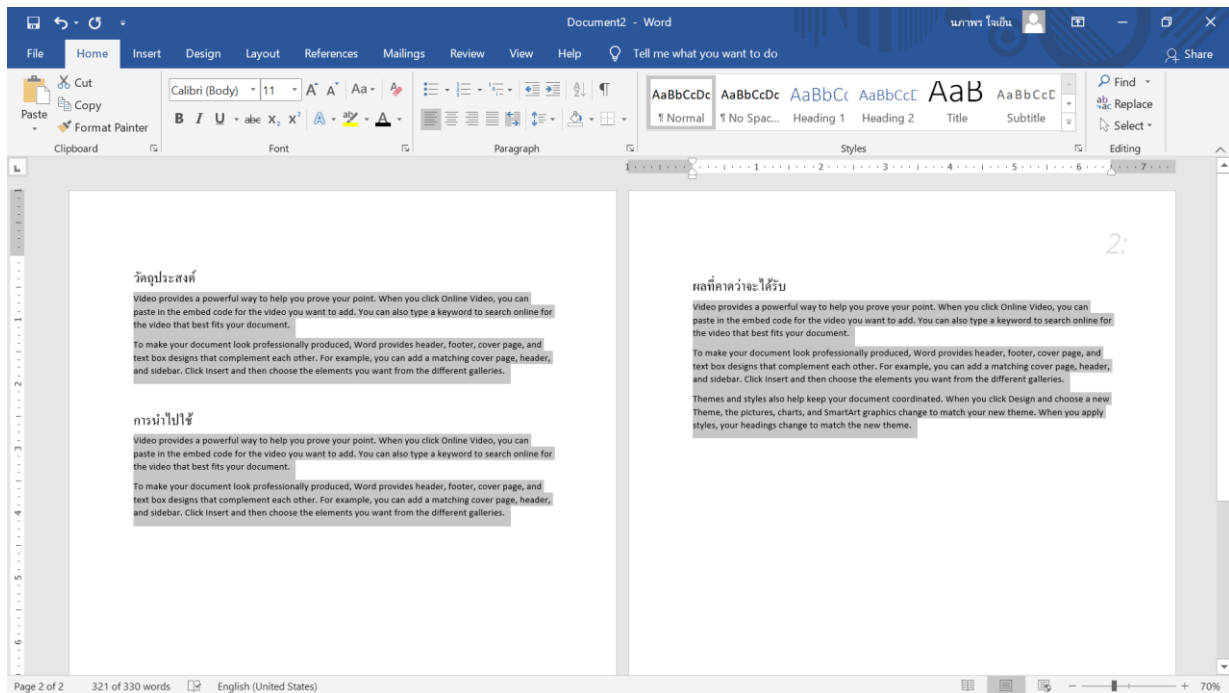 Document2 - Word
นภาพร โจเย็น
File Home Insert Design Layout References Mailings Review View Help Tell me what you want to do Share
Paste
Cut
Copy
Format Painter
Clipboard
Calibri (Body) 11 A A Aa
B I U abc X₂ X² A A
Font
Paragraph
AaBbCcDc AaBbCcDc AaBbCc AaBbCcE AaB AaBbCcD
¶ Normal ¶ No Spac... Heading 1 Heading 2 Title Subtitle
Styles
Find
Replace
Select
Editing
1 1 2 3 4 5 6 7
วัตถุประสงค์
Video provides a powerful way to help you prove your point. When you click Online Video, you can
paste in the embed code for the video you want to add. You can also type a keyword to search online for
the video that best fits your document.
To make your document look professionally produced, Word provides header, footer, cover page, and
text box designs that complement each other. For example, you can add a matching cover page, header,
and sidebar. Click Insert and then choose the elements you want from the different galleries.
การนำไปใช้
Video provides a powerful way to help you prove your point. When you click Online Video, you can
paste in the embed code for the video you want to add. You can also type a keyword to search online for
the video that best fits your document.
To make your document look professionally produced, Word provides header, footer, cover page, and
text box designs that complement each other. For example, you can add a matching cover page, header,
and sidebar. Click Insert and then choose the elements you want from the different galleries.
2:
ผลที่คาดว่าจะได้รับ
Video provides a powerful way to help you prove your point. When you click Online Video, you can
paste in the embed code for the video you want to add. You can also type a keyword to search online for
the video that best fits your document.
To make your document look professionally produced, Word provides header, footer, cover page, and
text box designs that complement each other. For example, you can add a matching cover page, header,
and sidebar. Click Insert and then choose the elements you want from the different galleries.
Themes and styles also help keep your document coordinated. When you click Design and choose a new
Theme, the pictures, charts, and SmartArt graphics change to match your new theme. When you apply
styles, your headings change to match the new theme.
Page 2 of 2 321 of 330 words English (United States) 70%